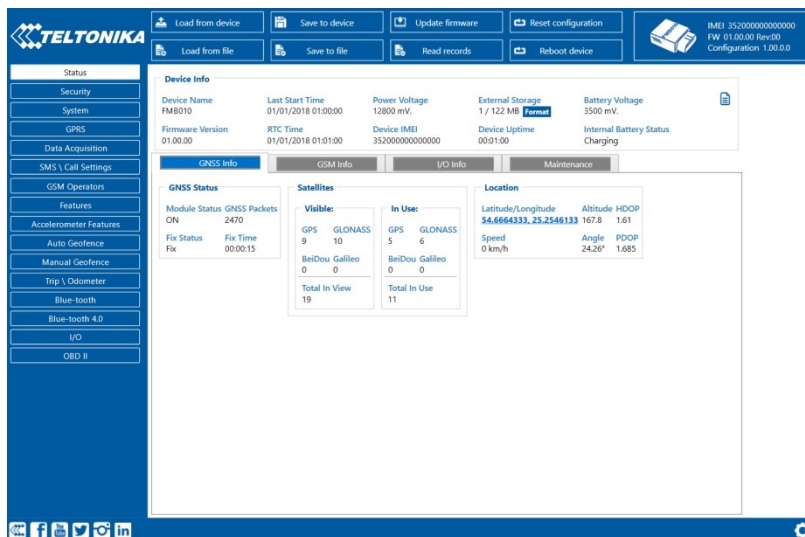 TELTONIKA
Load from device
Save to device
Update firmware
Reset configuration
Load from file
Save to file
Read records
Reboot device
IMEI 352000000000000
FW 01.00.00 Rev:00
Configuration 1.00.0.0
Status
Security
System
GPRS
Data Acquisition
SMS \ Call Settings
GSM Operators
Features
Accelerometer Features
Auto Geofence
Manual Geofence
Trip \ Odometer
Blue-tooth
Blue-tooth 4.0
I/O
OBD II
Device Info
Device Name Last Start Time Power Voltage External Storage Battery Voltage
FMB010 01/01/2018 01:00:00 12800 mV. 1 / 122 MB Format 3500 mV.
Firmware Version RTC Time Device IMEI Device Uptime Internal Battery Status
01.00.00 01/01/2018 01:01:00 352000000000000 00:01:00 Charging
GNSS Info GSM Info I/O Info Maintenance
GNSS Status
Module Status GNSS Packets
ON 2470
Fix Status Fix Time
Fix 00:00:15
Satellites
Visible:
GPS GLONASS
9 10
BeiDou Galileo
0 0
Total In View
19
In Use:
GPS GLONASS
5 6
BeiDou Galileo
0 0
Total In Use
11
Location
Latitude/Longitude Altitude HDOP
54.6664333, 25.2546133 167.8 1.61
Speed Angle PDOP
0 km/h 24.26° 1.685